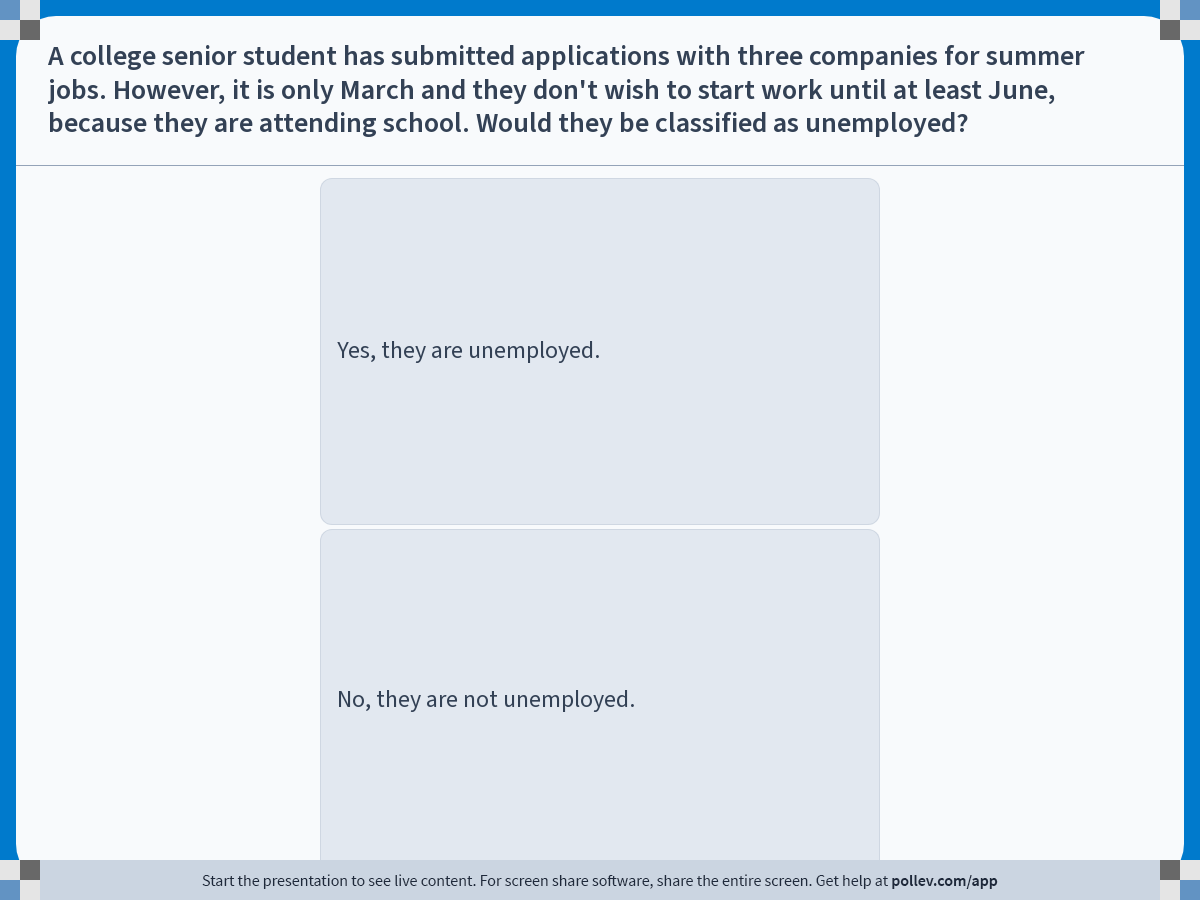 A college senior student has submitted applications with three companies for summer
jobs. However, it is only March and they don't wish to start work until at least June,
because they are attending school. Would they be classified as unemployed?
Yes, they are unemployed.
No, they are not unemployed.
Start the presentation to see live content. For screen share software, share the entire screen. Get help at pollev.com/app